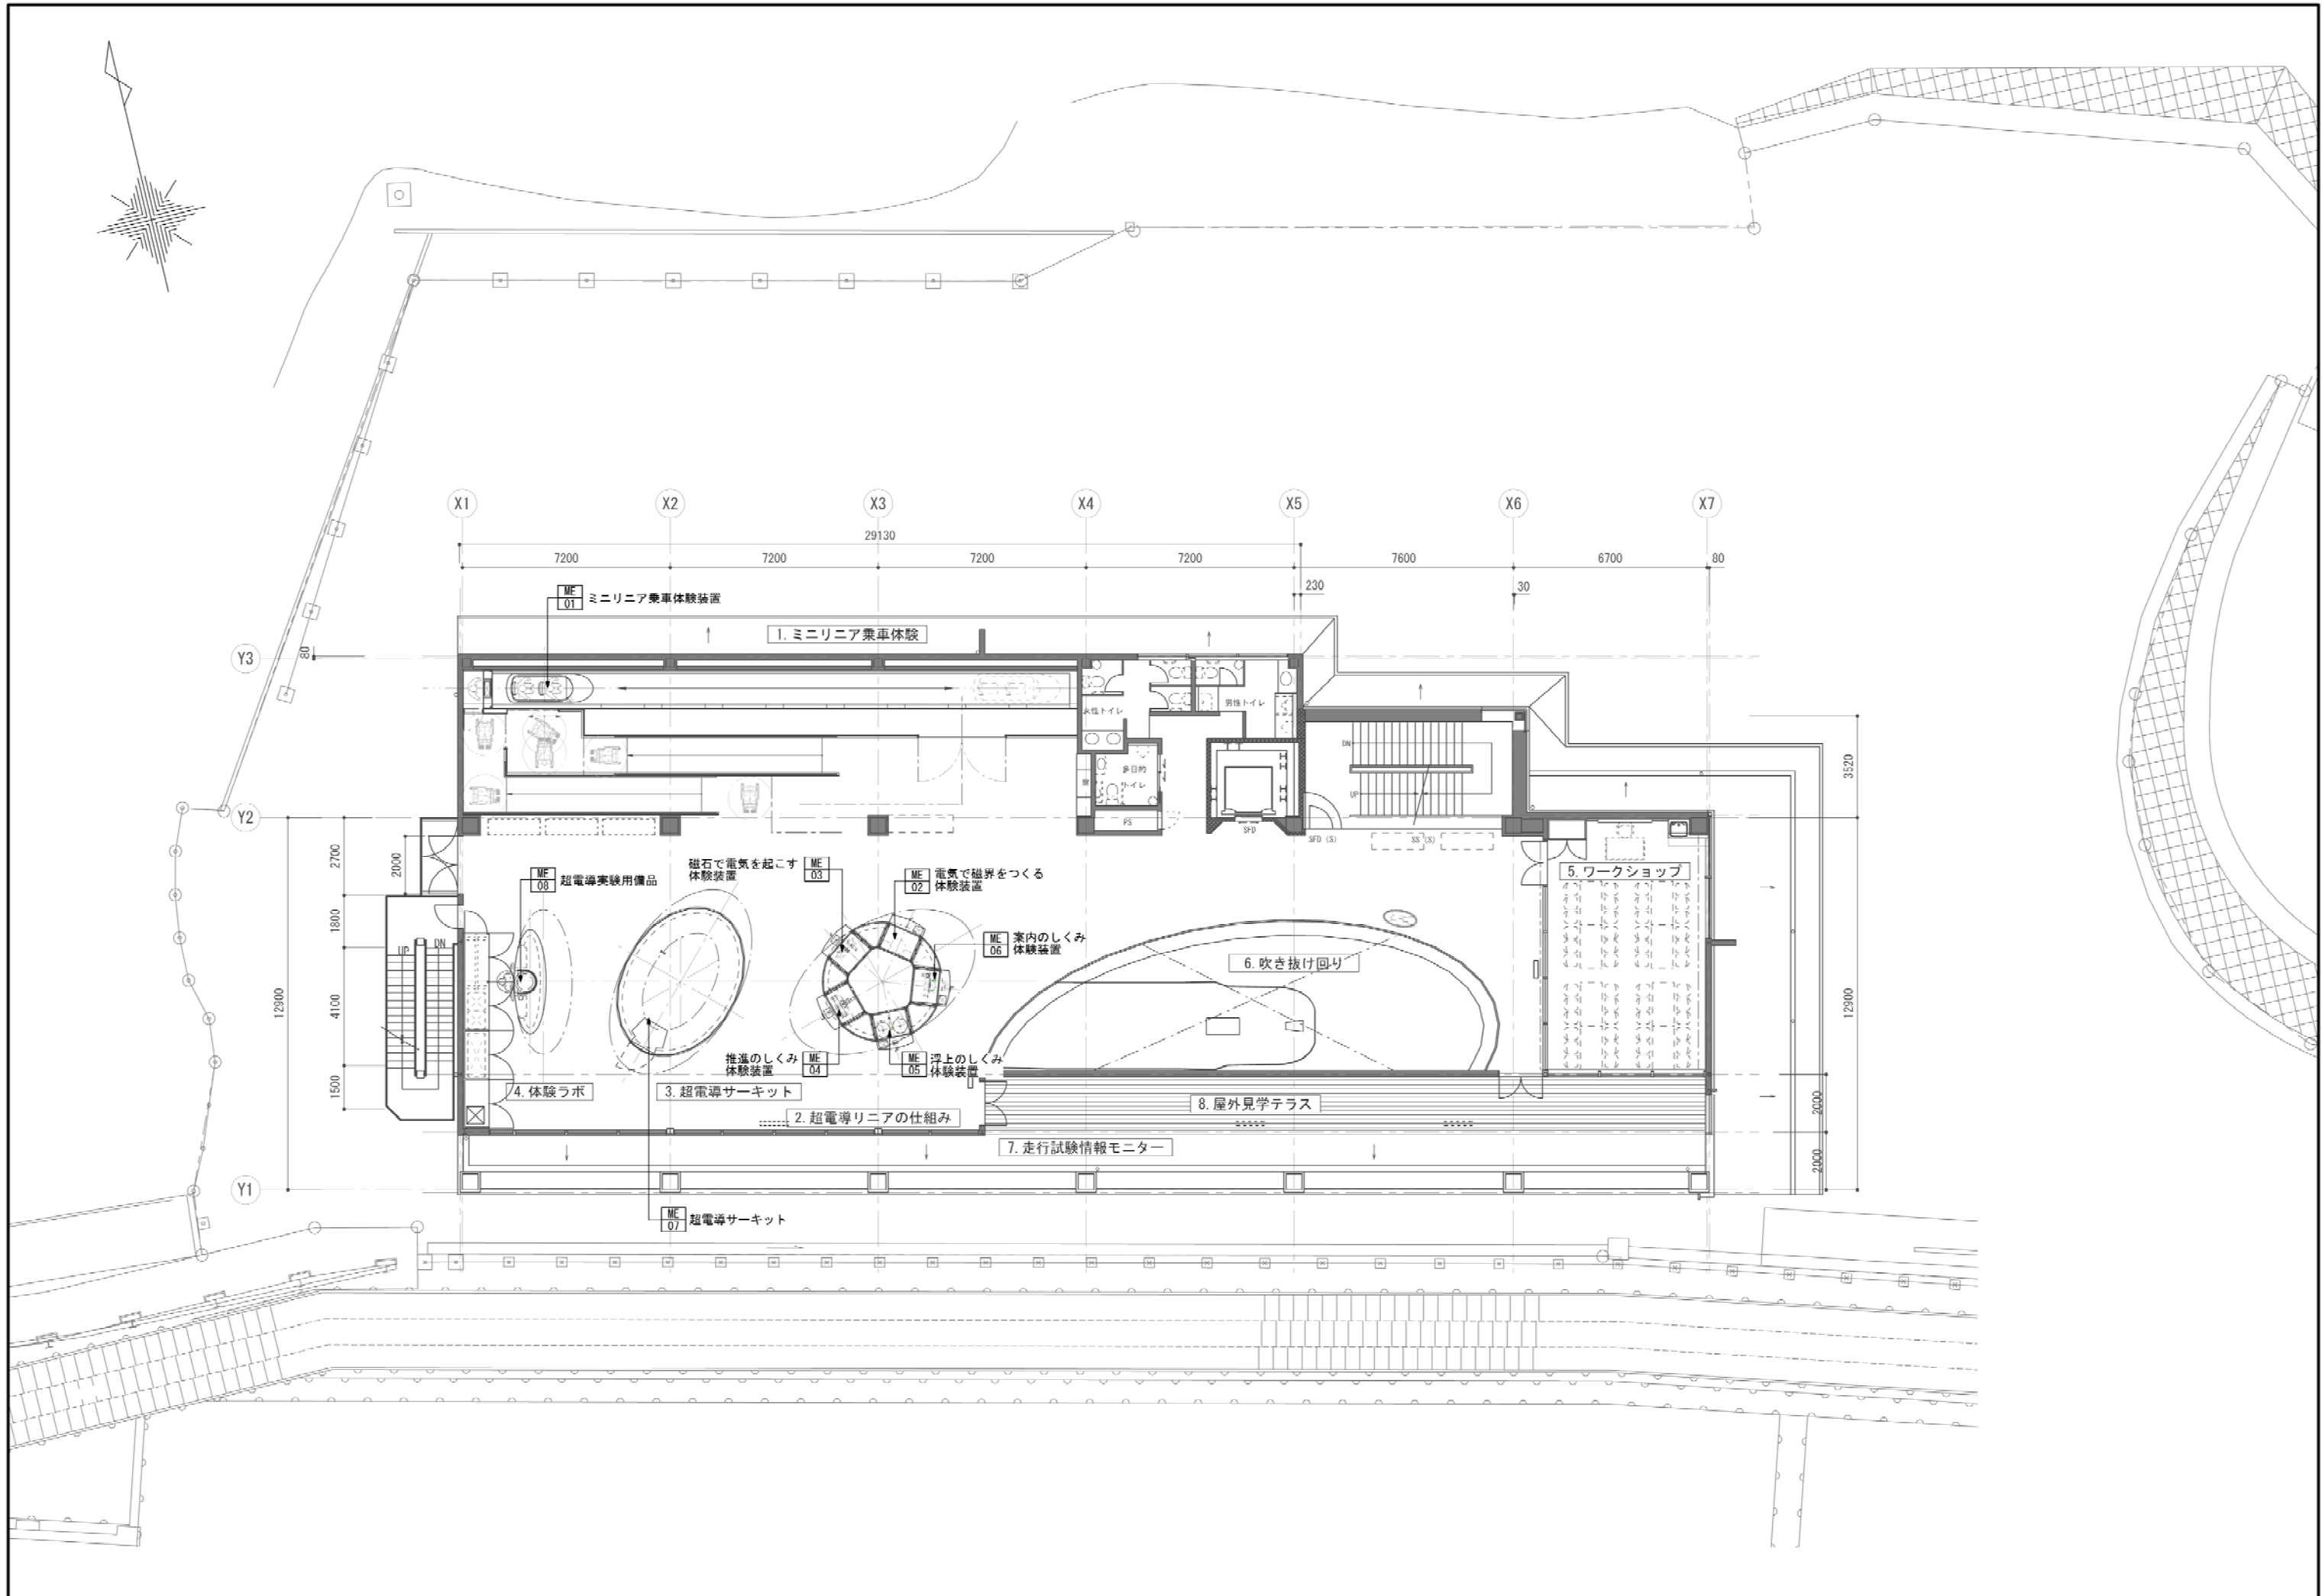 X1 X2 X3 X4 X5 X6 X7
29130
7200 7200 7200 7200 7600 6700 80
230 30
ME
01
ミニリニア乗車体験装置
1. ミニリニア乗車体験
Y3
80
女性トイレ
男性トイレ
多目的
トイレ
DN
UP
3520
PS
SFD
SFD (S)
SS (S)
Y2
2700
2000
1800
4100
1500
12900
UP
DN
ME
08
超電導実験用備品
磁石で電気を起こす
体験装置
ME
03
ME
02
電気で磁界をつくる
体験装置
ME
06
案内のしくみ
体験装置
5. ワークショップ
6. 吹き抜け回り
12900
推進のしくみ
体験装置
ME
04
ME
05
浮上のしくみ
体験装置
4. 体験ラボ
3. 超電導サーキット
2. 超電導リニアの仕組み
8. 屋外見学テラス
2000
7. 走行試験情報モニター
2000
Y1
ME
07
超電導サーキット